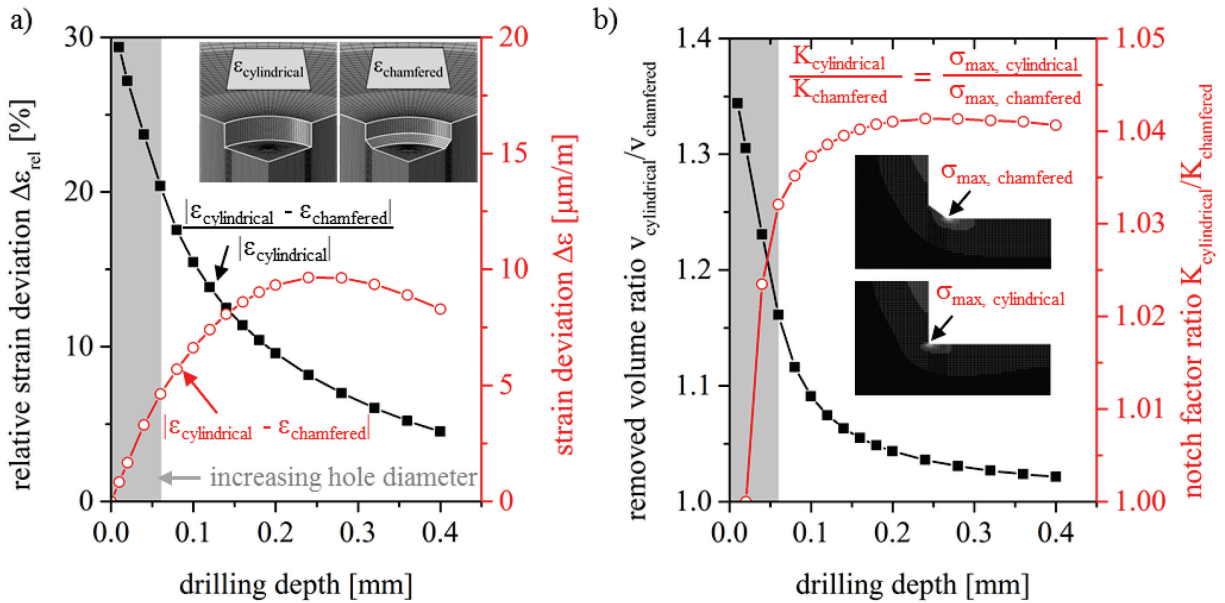 a)
relative strain deviation Δε_rel [%]
30
20
10
0
ε_cylindrical
ε_chamfered
|ε_cylindrical - ε_chamfered|
|ε_cylindrical|
|ε_cylindrical - ε_chamfered|
increasing hole diameter
20
15
10
5
0
strain deviation Δε [µm/m]
0.0 0.1 0.2 0.3 0.4
drilling depth [mm]
b)
removed volume ratio v_cylindrical/v_chamfered
1.4
1.3
1.2
1.1
1.0
K_cylindrical = σ_max, cylindrical
K_chamfered σ_max, chamfered
σ_max, chamfered
σ_max, cylindrical
1.05
1.04
1.03
1.02
1.01
1.00
notch factor ratio K_cylindrical/K_chamfered
0.0 0.1 0.2 0.3 0.4
drilling depth [mm]